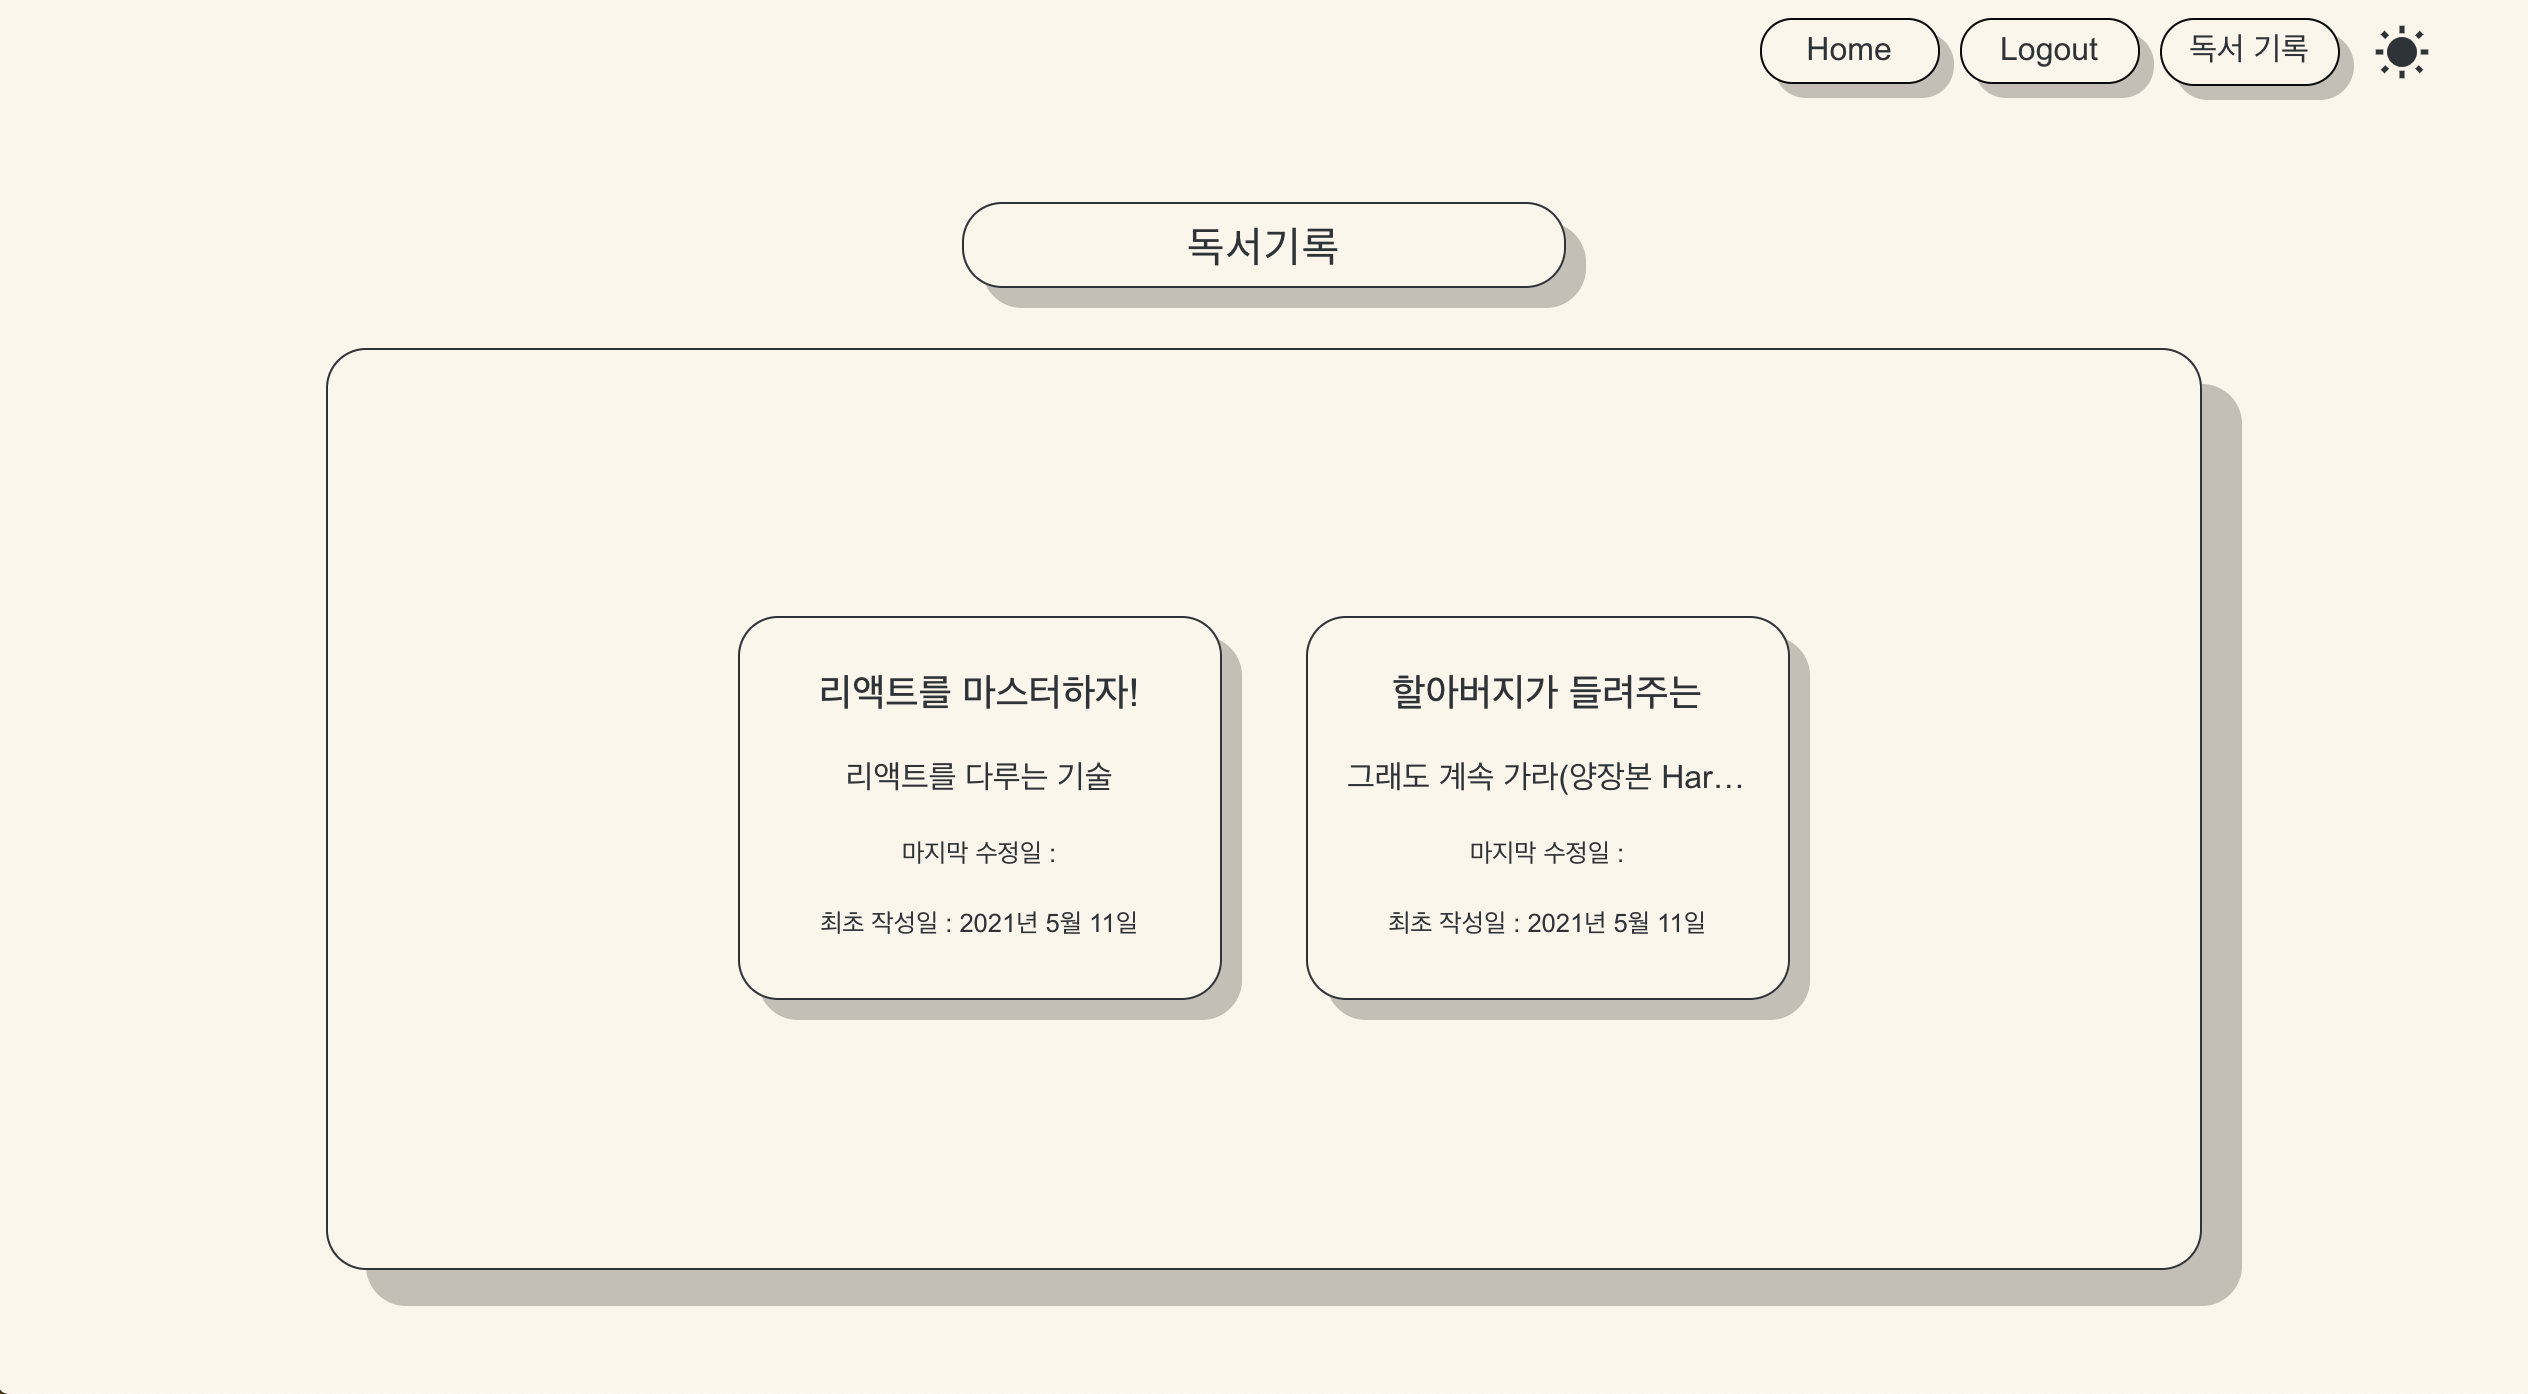 Home
Logout
독서 기록
독서기록
리액트를 마스터하자!
리액트를 다루는 기술
마지막 수정일 :
최초 작성일 : 2021년 5월 11일
할아버지가 들려주는
그래도 계속 가라(양장본 Har...
마지막 수정일 :
최초 작성일 : 2021년 5월 11일